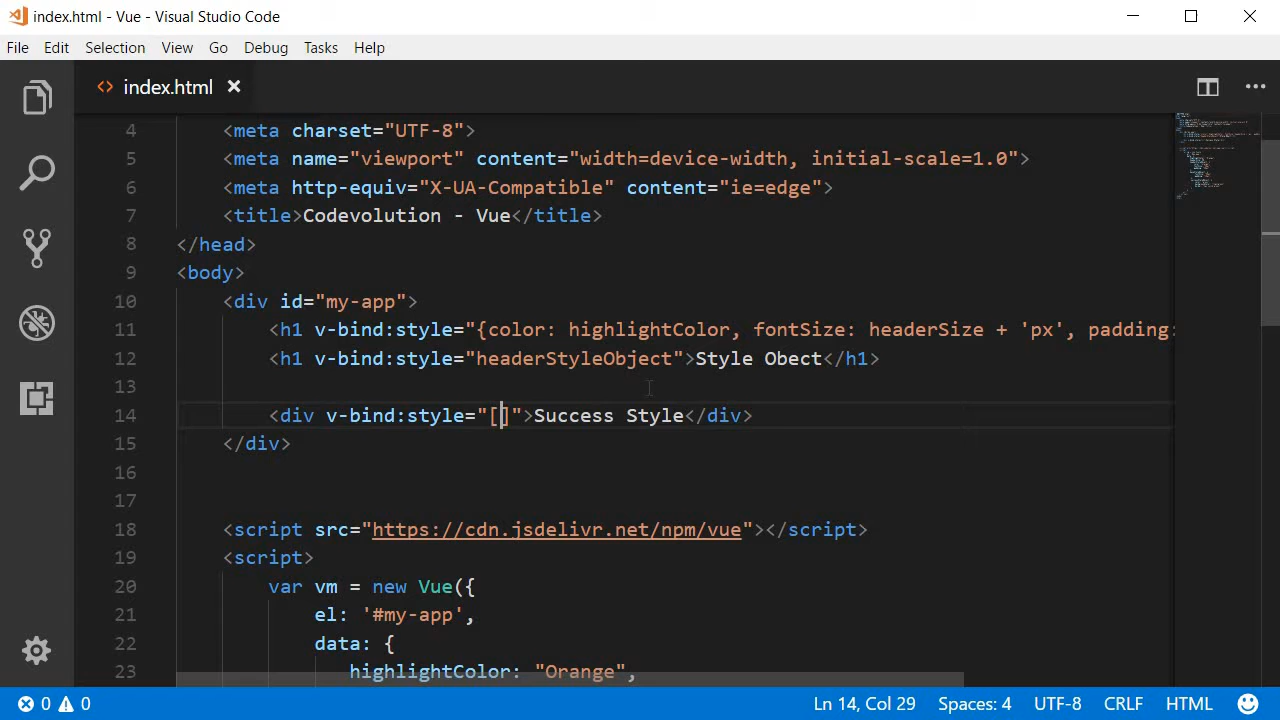 index.html - Vue - Visual Studio Code
File Edit Selection View Go Debug Tasks Help
<> index.html ×
4 <meta charset="UTF-8">
5 <meta name="viewport" content="width=device-width, initial-scale=1.0">
6 <meta http-equiv="X-UA-Compatible" content="ie=edge">
7 <title>Codevolution - Vue</title>
8 </head>
9 <body>
10 <div id="my-app">
11 <h1 v-bind:style="{color: highlightColor, fontSize: headerSize + 'px', padding:
12 <h1 v-bind:style="headerStyleObject">Style Obect</h1>
13
14 <div v-bind:style="[]">Success Style</div>
15 </div>
16
17
18 <script src="https://cdn.jsdelivr.net/npm/vue"></script>
19 <script>
20 var vm = new Vue({
21 el: '#my-app',
22 data: {
23 highlightColor: "Orange",
0 0 Ln 14, Col 29 Spaces: 4 UTF-8 CRLF HTML